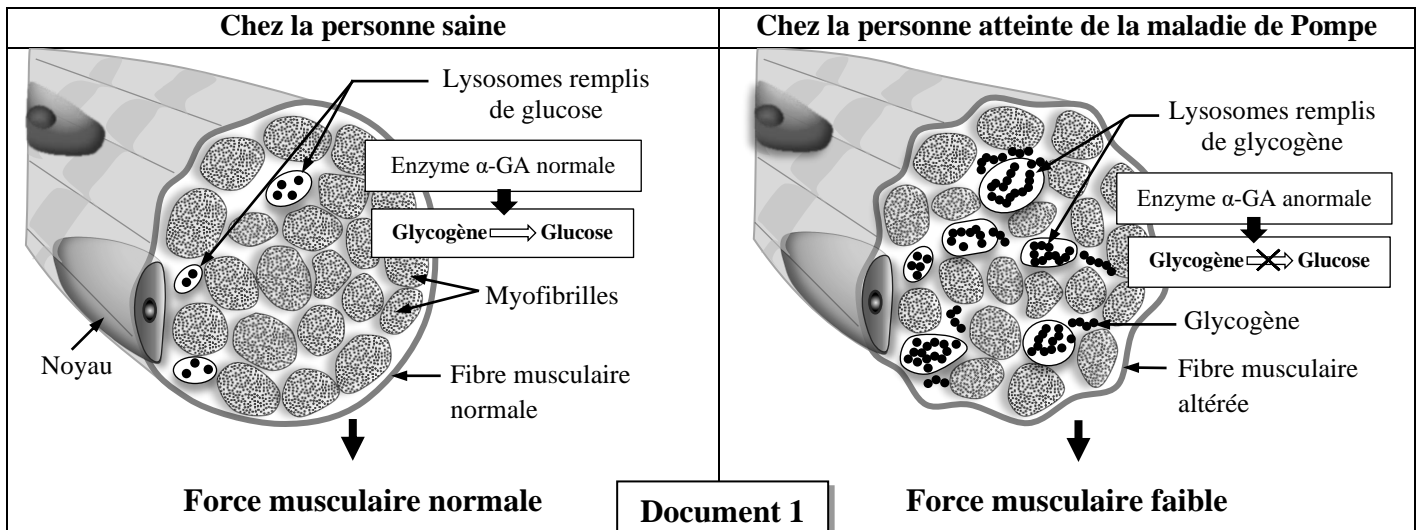 Chez la personne saine
Chez la personne atteinte de la maladie de Pompe
Lysosomes remplis
de glucose
Enzyme α-GA normale
Glycogène
Glucose
Myofibrilles
Noyau
Fibre musculaire
normale
Force musculaire normale
Lysosomes remplis
de glycogène
Enzyme α-GA anormale
Glycogène
Glucose
Glycogène
Fibre musculaire
altérée
Force musculaire faible
Document 1